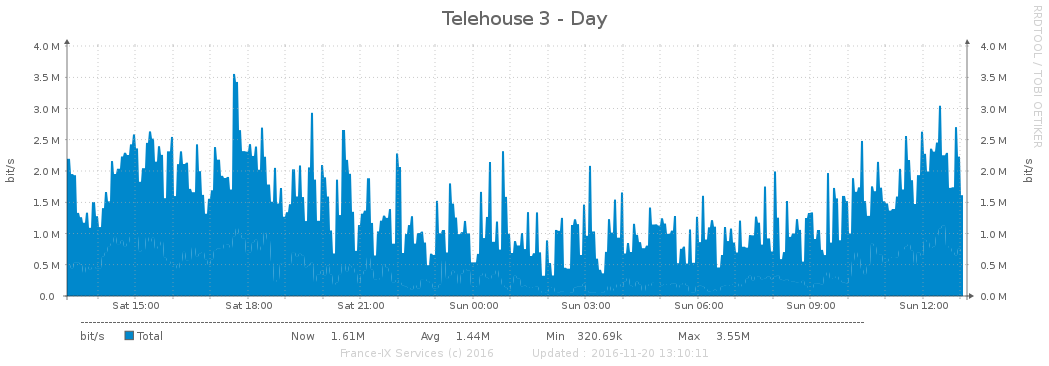 Telehouse 3 - Day
RRDTOOL / TOBI OETIKER
4.0 M 4.0 M
3.5 M 3.5 M
3.0 M 3.0 M
2.5 M 2.5 M
2.0 M 2.0 M
1.5 M 1.5 M
1.0 M 1.0 M
0.5 M 0.5 M
0.0 0.0 M
bit/s bit/s
Sat 15:00 Sat 18:00 Sat 21:00 Sun 00:00 Sun 03:00 Sun 06:00 Sun 09:00 Sun 12:00
bit/s Total Now 1.61M Avg 1.44M Min 320.69k Max 3.55M
France-IX Services (c) 2016 Updated : 2016-11-20 13:10:11